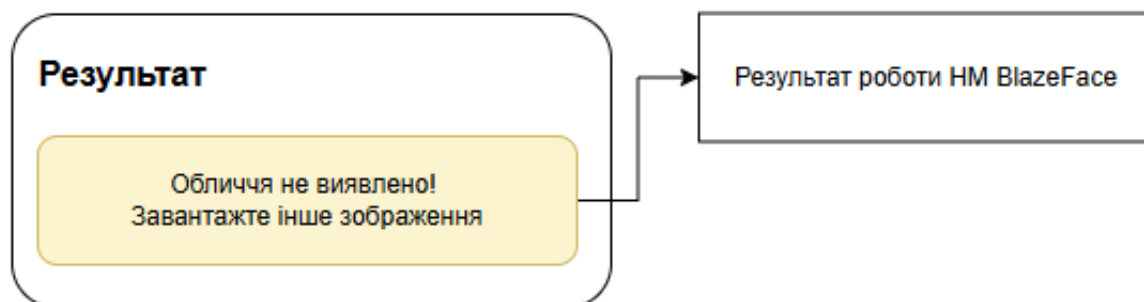 Результат
Обличчя не виявлено!
Завантажте інше зображення
Результат роботи НМ BlazeFace